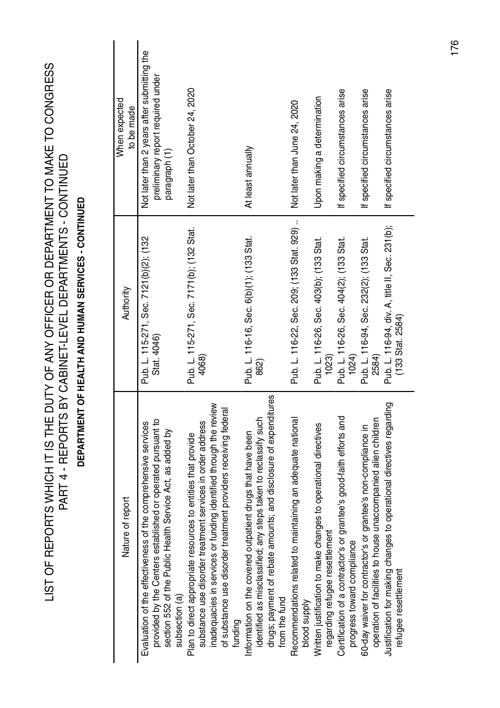 LIST OF REPORTS WHICH IT IS THE DUTY OF ANY OFFICER OR DEPARTMENT TO MAKE TO CONGRESS
PART 4 - REPORTS BY CABINET-LEVEL DEPARTMENTS - CONTINUED
DEPARTMENT OF HEALTH AND HUMAN SERVICES - CONTINUED
Nature of report
Authority
When expected
to be made
Evaluation of the effectiveness of the comprehensive services
provided by the Centers established or operated pursuant to
section 552 of the Public Health Service Act, as added by
subsection (a)
Pub. L. 115-271, Sec. 7121(b)(2); (132
Stat. 4046)
Not later than 2 years after submitting the
preliminary report required under
paragraph (1)
Plan to direct appropriate resources to entities that provide
substance use disorder treatment services in order address
inadequacies in services or funding identified through the review
of substance use disorder treatment providers receiving federal
funding
Pub. L. 115-271, Sec. 7171(b); (132 Stat.
4068)
Not later than October 24, 2020
Information on the covered outpatient drugs that have been
identified as misclassified; any steps taken to reclassify such
drugs; payment of rebate amounts; and disclosure of expenditures
from the fund
Pub. L. 116-16, Sec. 6(b)(1); (133 Stat.
862)
At least annually
Recommendations related to maintaining an adequate national
blood supply
Pub. L. 116-22, Sec. 209; (133 Stat. 929) ..
Not later than June 24, 2020
Written justification to make changes to operational directives
regarding refugee resettlement
Pub. L. 116-26, Sec. 403(b); (133 Stat.
1023)
Upon making a determination
Certification of a contractor's or grantee's good-faith efforts and
progress toward compliance
Pub. L. 116-26, Sec. 404(2); (133 Stat.
1024)
If specified circumstances arise
60-day waiver for contractor's or grantee's non-compliance in
operation of facilities to house unaccompanied alien children
Pub. L. 116-94, Sec. 232(2); (133 Stat.
2584)
If specified circumstances arise
Justification for making changes to operational directives regarding
refugee resettlement
Pub. L. 116-94, div. A, title II, Sec. 231(b);
(133 Stat. 2584)
If specified circumstances arise
176